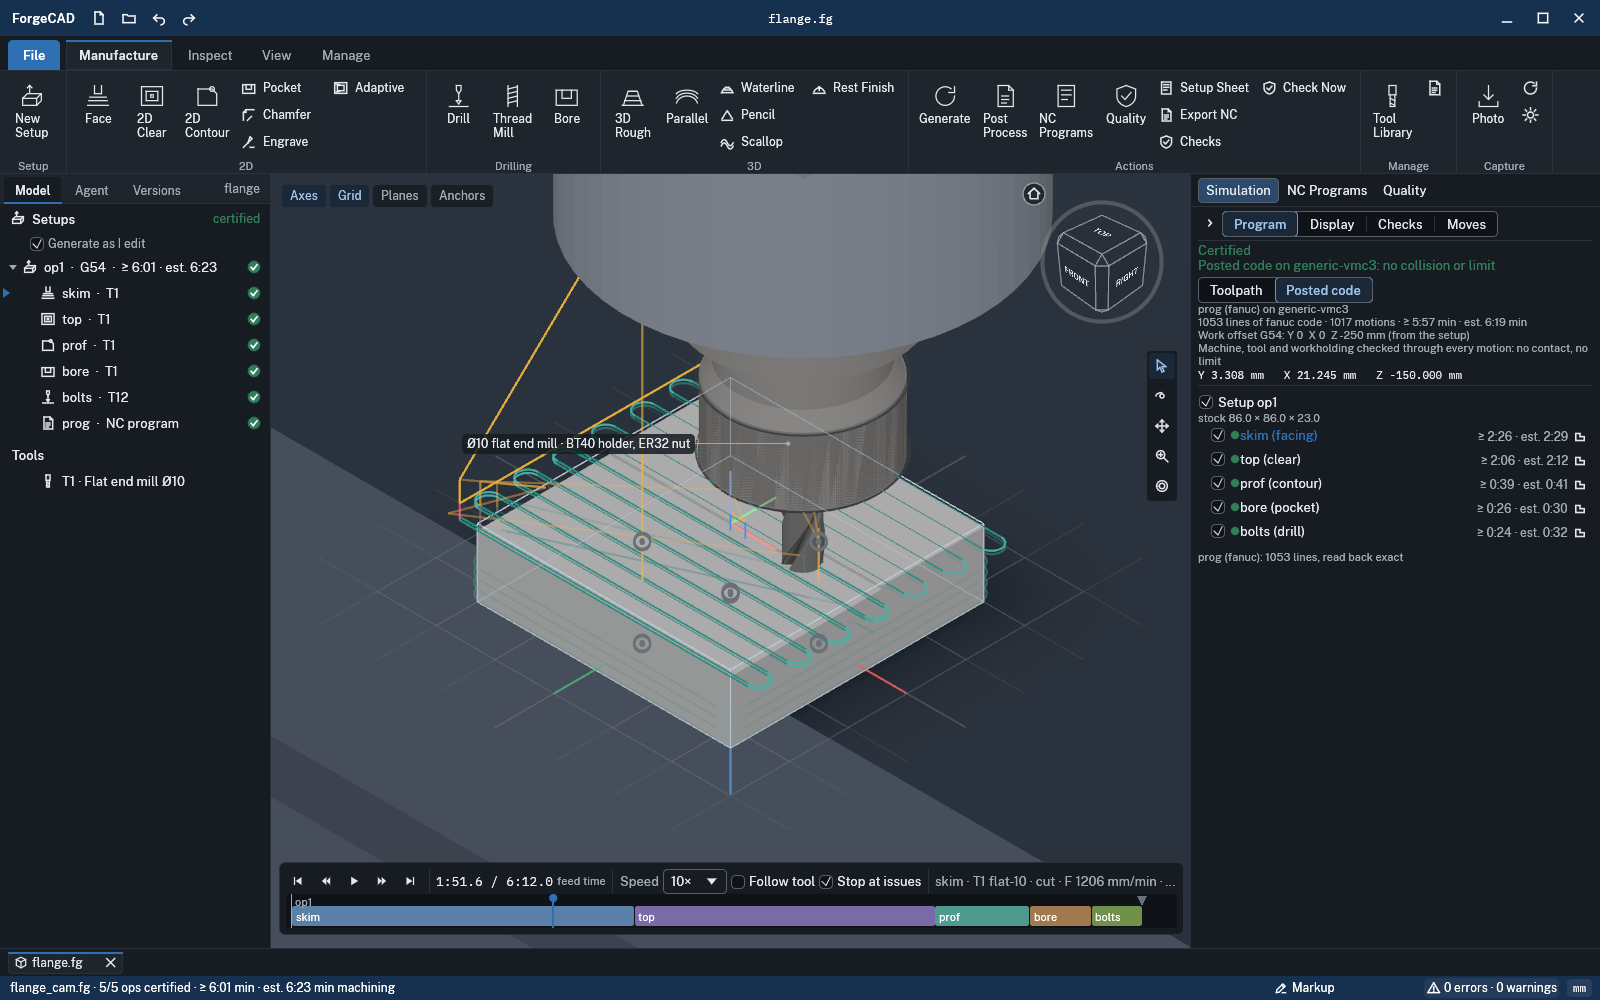 ForgeCAD
flange.fg
File
Manufacture
Inspect
View
Manage
New Setup
Setup
Face
2D Clear
2D Contour
Pocket
Chamfer
Engrave
Adaptive
2D
Drill
Thread Mill
Bore
Drilling
3D Rough
Parallel
Waterline
Pencil
Scallop
Rest Finish
3D
Generate
Post Process
NC Programs
Quality
Setup Sheet
Export NC
Checks
Check Now
Actions
Tool Library
Manage
Photo
Capture
Model
Agent
Versions
flange
Setups
certified
Generate as I edit
op1 · G54 · ≥ 6:01 · est. 6:23
skim · T1
top · T1
prof · T1
bore · T1
bolts · T12
prog · NC program
Tools
T1 · Flat end mill Ø10
Axes
Grid
Planes
Anchors
TOP
FRONT
RIGHT
Ø10 flat end mill · BT40 holder, ER32 nut
1:51.6 / 6:12.0 feed time
Speed
10×
Follow tool
Stop at issues
skim · T1 flat-10 · cut · F 1206 mm/min · ...
op1
skim
top
prof
bore
bolts
Simulation
NC Programs
Quality
Program
Display
Checks
Moves
Certified
Posted code on generic-vmc3: no collision or limit
Toolpath
Posted code
prog (fanuc) on generic-vmc3
1053 lines of fanuc code · 1017 motions · ≥ 5:57 min · est. 6:19 min
Work offset G54: Y 0 X 0 Z -250 mm (from the setup)
Machine, tool and workholding checked through every motion: no contact, no
limit
Y 3.308 mm X 21.245 mm Z -150.000 mm
Setup op1
stock 86.0 × 86.0 × 23.0
skim (facing) ≥ 2:26 · est. 2:29
top (clear) ≥ 2:06 · est. 2:12
prof (contour) ≥ 0:39 · est. 0:41
bore (pocket) ≥ 0:26 · est. 0:30
bolts (drill) ≥ 0:24 · est. 0:32
prog (fanuc): 1053 lines, read back exact
flange.fg
flange_cam.fg · 5/5 ops certified · ≥ 6:01 min · est. 6:23 min machining
Markup
0 errors · 0 warnings
mm